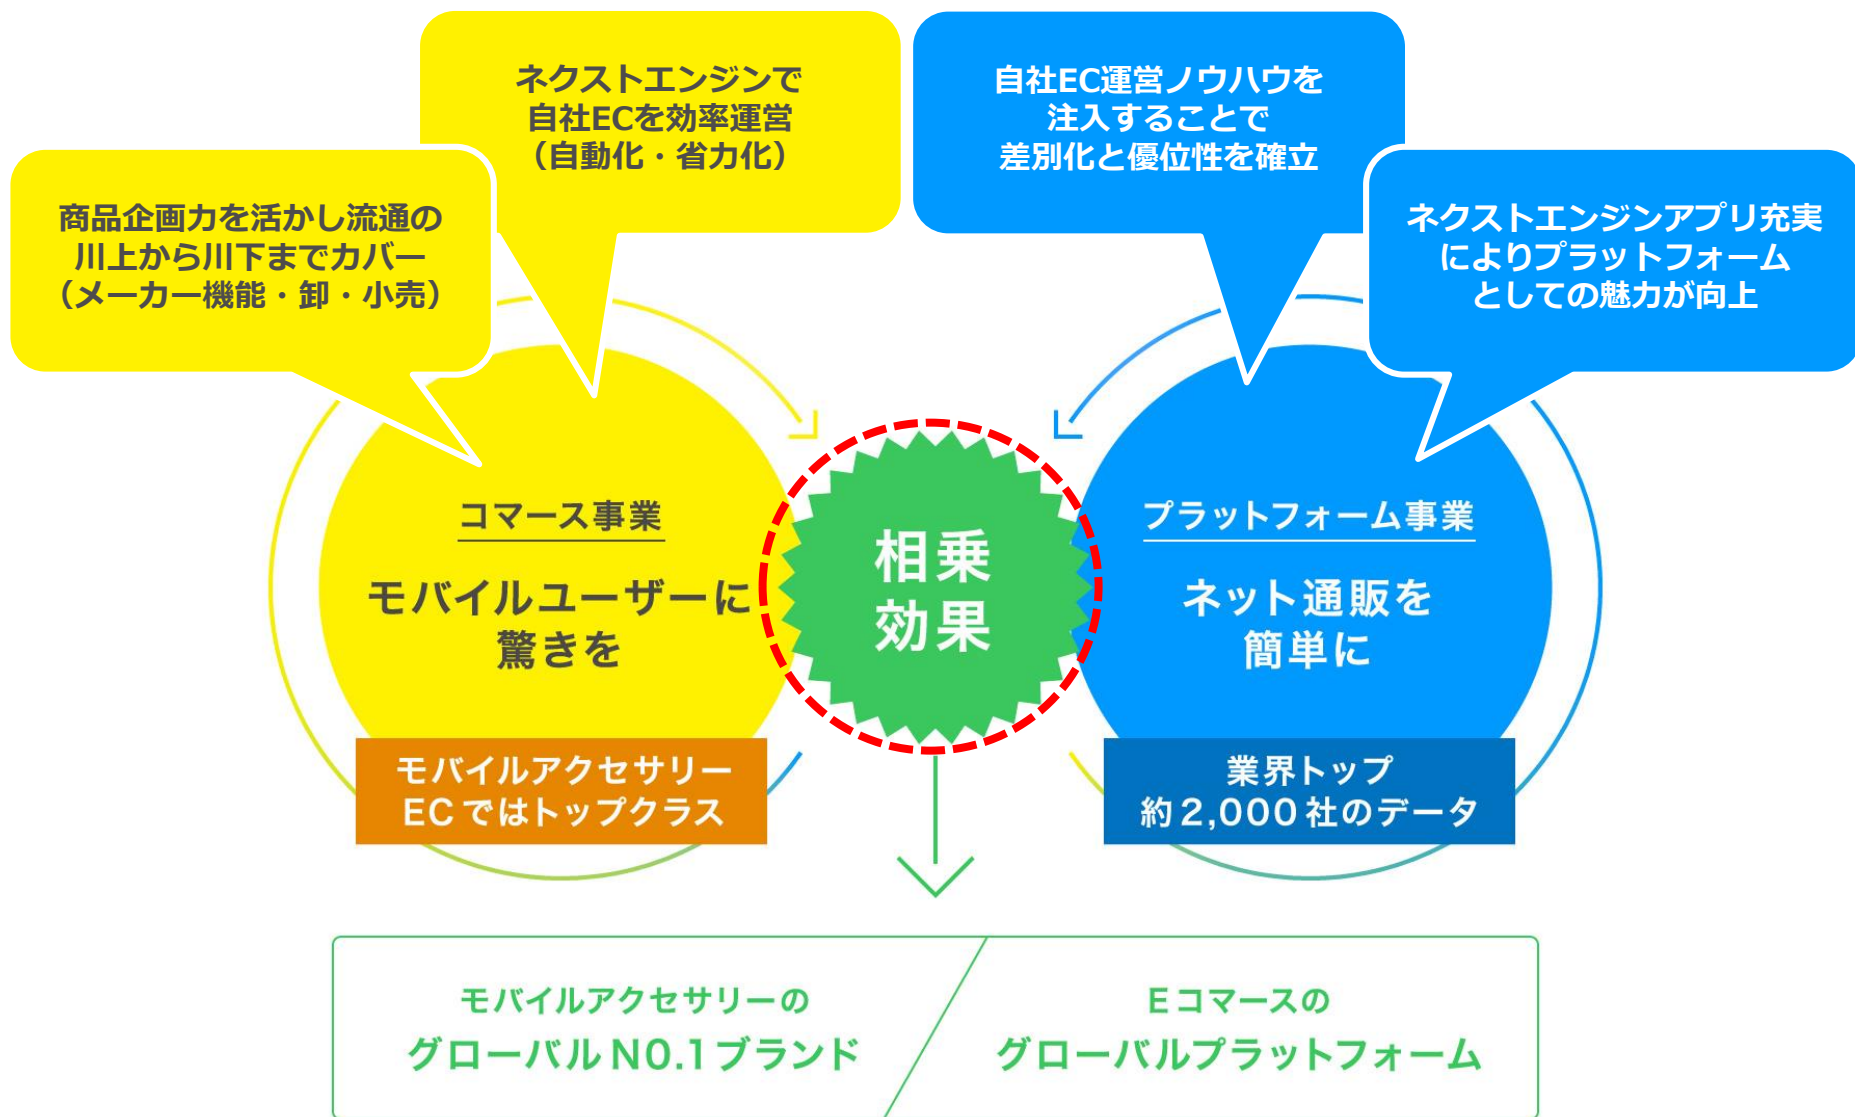 ネクストエンジンで
自社ECを効率運営
（自動化・省力化）
自社EC運営ノウハウを
注入することで
差別化と優位性を確立
商品企画力を活かし流通の
川上から川下までカバー
（メーカー機能・卸・小売）
ネクストエンジンアプリ充実
によりプラットフォーム
としての魅力が向上
コマース事業
モバイルユーザーに
驚きを
モバイルアクセサリー
ECではトップクラス
相乗
効果
プラットフォーム事業
ネット通販を
簡単に
業界トップ
約2,000社のデータ
モバイルアクセサリーの
グローバルNO.1ブランド
Eコマースの
グローバルプラットフォーム